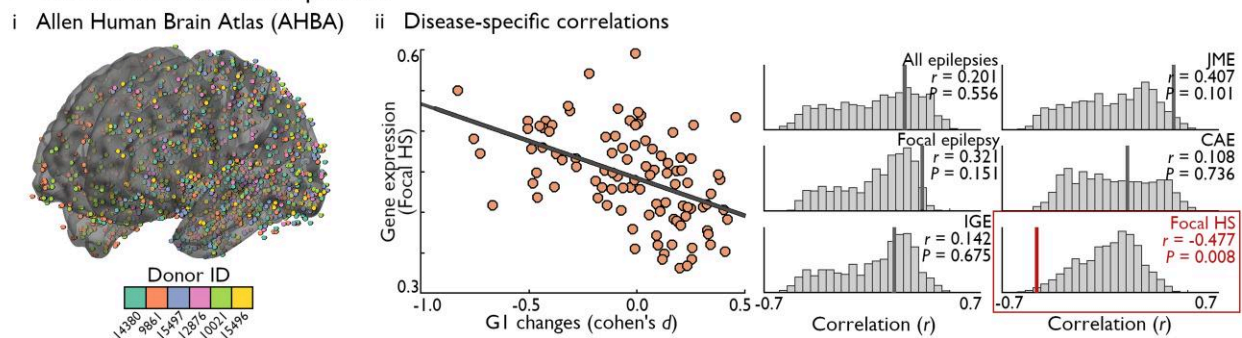 i Allen Human Brain Atlas (AHBA)
Donor ID
14380
9861
15497
12876
10021
15496
ii Disease-specific correlations
Gene expression
(Focal HS)
0.6
0.3
-1.0 -0.5 0.0 0.5
G1 changes (cohen's d)
All epilepsies
r = 0.201
P = 0.556
JME
r = 0.407
P = 0.101
Focal epilepsy
r = 0.321
P = 0.151
CAE
r = 0.108
P = 0.736
IGE
r = 0.142
P = 0.675
Focal HS
r = -0.477
P = 0.008
-0.7 0.7
Correlation (r)
-0.7 0.7
Correlation (r)